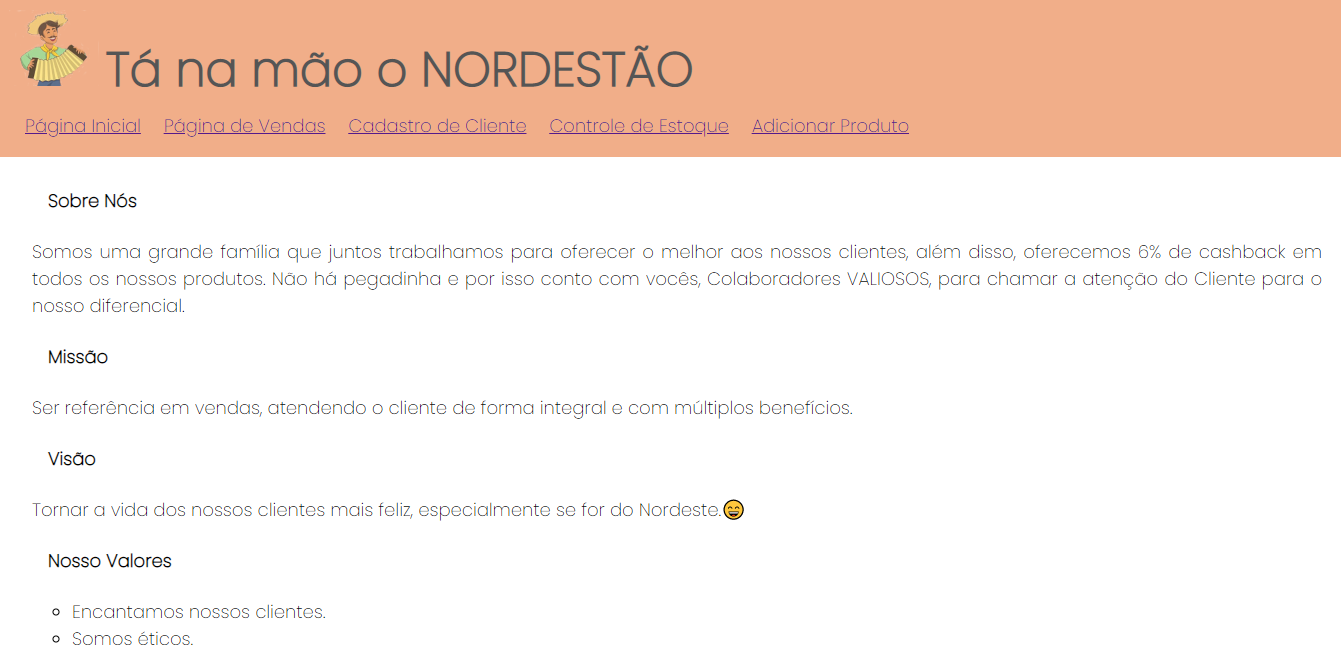 Tá na mão o NORDESTÃO
Página Inicial Página de Vendas Cadastro de Cliente Controle de Estoque Adicionar Produto
Sobre Nós
Somos uma grande família que juntos trabalhamos para oferecer o melhor aos nossos clientes, além disso, oferecemos 6% de cashback em
todos os nossos produtos. Não há pegadinha e por isso conto com vocês, Colaboradores VALIOSOS, para chamar a atenção do Cliente para o
nosso diferencial.
Missão
Ser referência em vendas, atendendo o cliente de forma integral e com múltiplos benefícios.
Visão
Tornar a vida dos nossos clientes mais feliz, especialmente se for do Nordeste.😄
Nosso Valores
Encantamos nossos clientes.
Somos éticos.